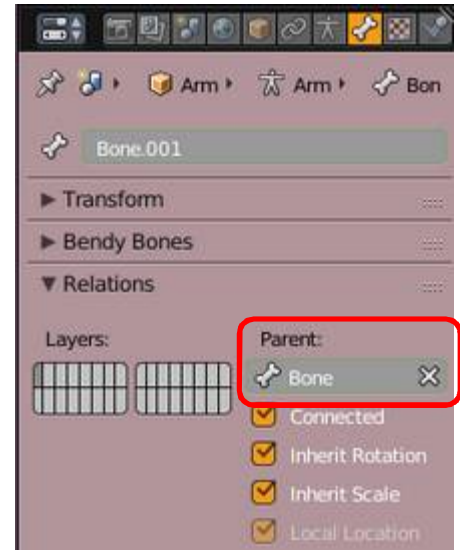 Arm Arm Bon
Bone.001
Transform
Bendy Bones
Relations
Layers: Parent:
Bone
Connected
Inherit Rotation
Inherit Scale
Local Location